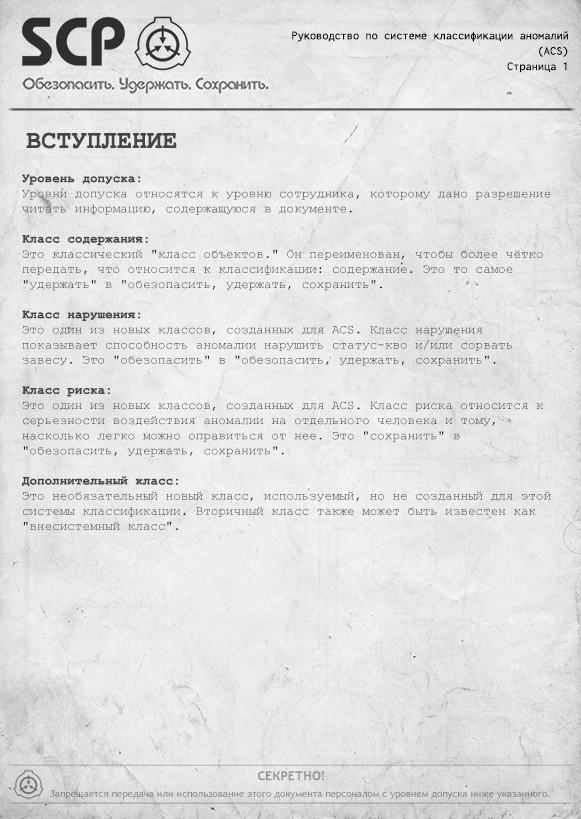 SCP
Обезопасить. Удержать. Сохранить.
Руководство по системе классификации аномалий
(ACS)
Страница 1
ВСТУПЛЕНИЕ
Уровень допуска:
Уровни допуска относятся к уровню сотрудника, которому дано разрешение
читать информацию, содержащуюся в документе.
Класс содержания:
Это классический "класс объектов." Он переименован, чтобы более чётко
передать, что относится к классификации: содержание. Это то самое
"удержать" в "обезопасить, удержать, сохранить".
Класс нарушения:
Это один из новых классов, созданных для ACS. Класс нарушения
показывает способность аномалии нарушить статус-кво и/или сорвать
завесу. Это "обезопасить" в "обезопасить, удержать, сохранить".
Класс риска:
Это один из новых классов, созданных для ACS. Класс риска относится к
серьезности воздействия аномалии на отдельного человека и тому,
насколько легко можно оправиться от нее. Это "сохранить" в
"обезопасить, удержать, сохранить".
Дополнительный класс:
Это необязательный новый класс, используемый, но не созданный для этой
системы классификации. Вторичный класс также может быть известен как
"внесистемный класс".
СЕКРЕТНО!
Запрещается передача или использование этого документа персоналом с уровнем допуска ниже указанного.